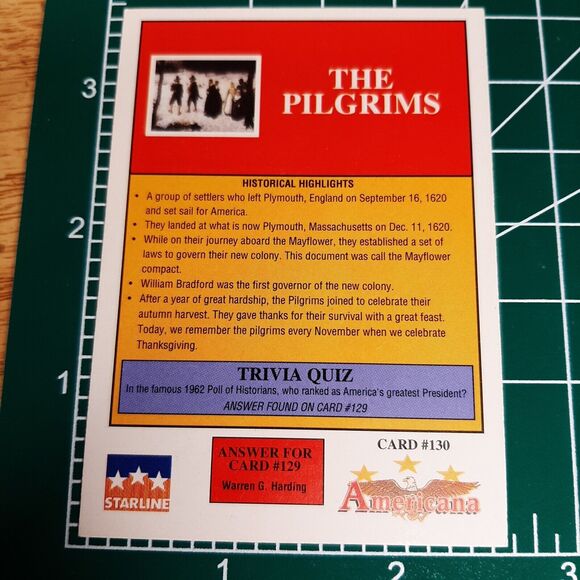 THE
PILGRIMS
HISTORICAL HIGHLIGHTS
• A group of settlers who left Plymouth, England on September 16, 1620
and set sail for America.
• They landed at what is now Plymouth, Massachusetts on Dec. 11, 1620.
• While on their journey aboard the Mayflower, they established a set of
laws to govern their new colony. This document was call the Mayflower
compact.
• William Bradford was the first governor of the new colony.
• After a year of great hardship, the Pilgrims joined to celebrate their
autumn harvest. They gave thanks for their survival with a great feast.
Today, we remember the pilgrims every November when we celebrate
Thanksgiving.
TRIVIA QUIZ
In the famous 1962 Poll of Historians, who ranked as America's greatest President?
ANSWER FOUND ON CARD #129
STARLINE
ANSWER FOR
CARD #129
Warren G. Harding
CARD #130
Americana
3
2
1
1
2
3